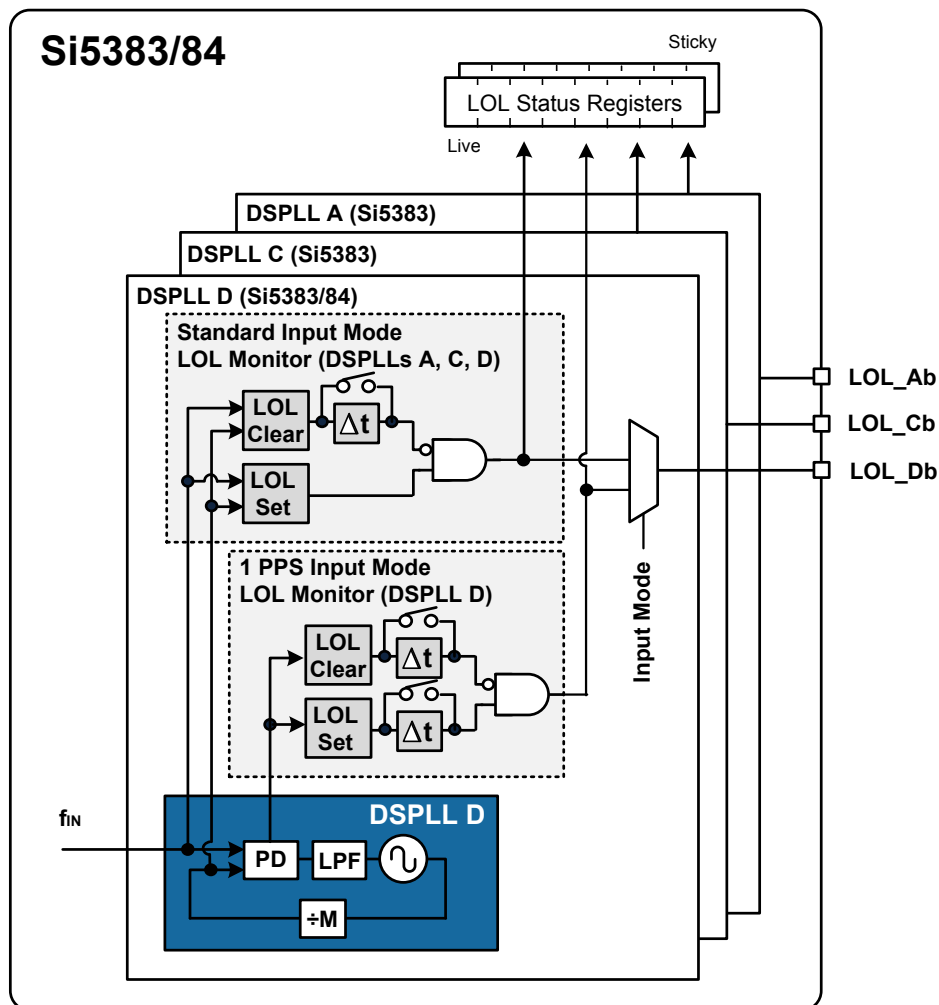 Si5383/84
Sticky
LOL Status Registers
Live
DSPLL A (Si5383)
DSPLL C (Si5383)
DSPLL D (Si5383/84)
Standard Input Mode
LOL Monitor (DSPLLs A, C, D)
LOL
Clear
Δt
LOL
Set
LOL_Ab
LOL_Cb
LOL_Db
1 PPS Input Mode
LOL Monitor (DSPLL D)
LOL
Clear
Δt
LOL
Set
Δt
Input Mode
fIN
DSPLL D
PD
LPF
÷M